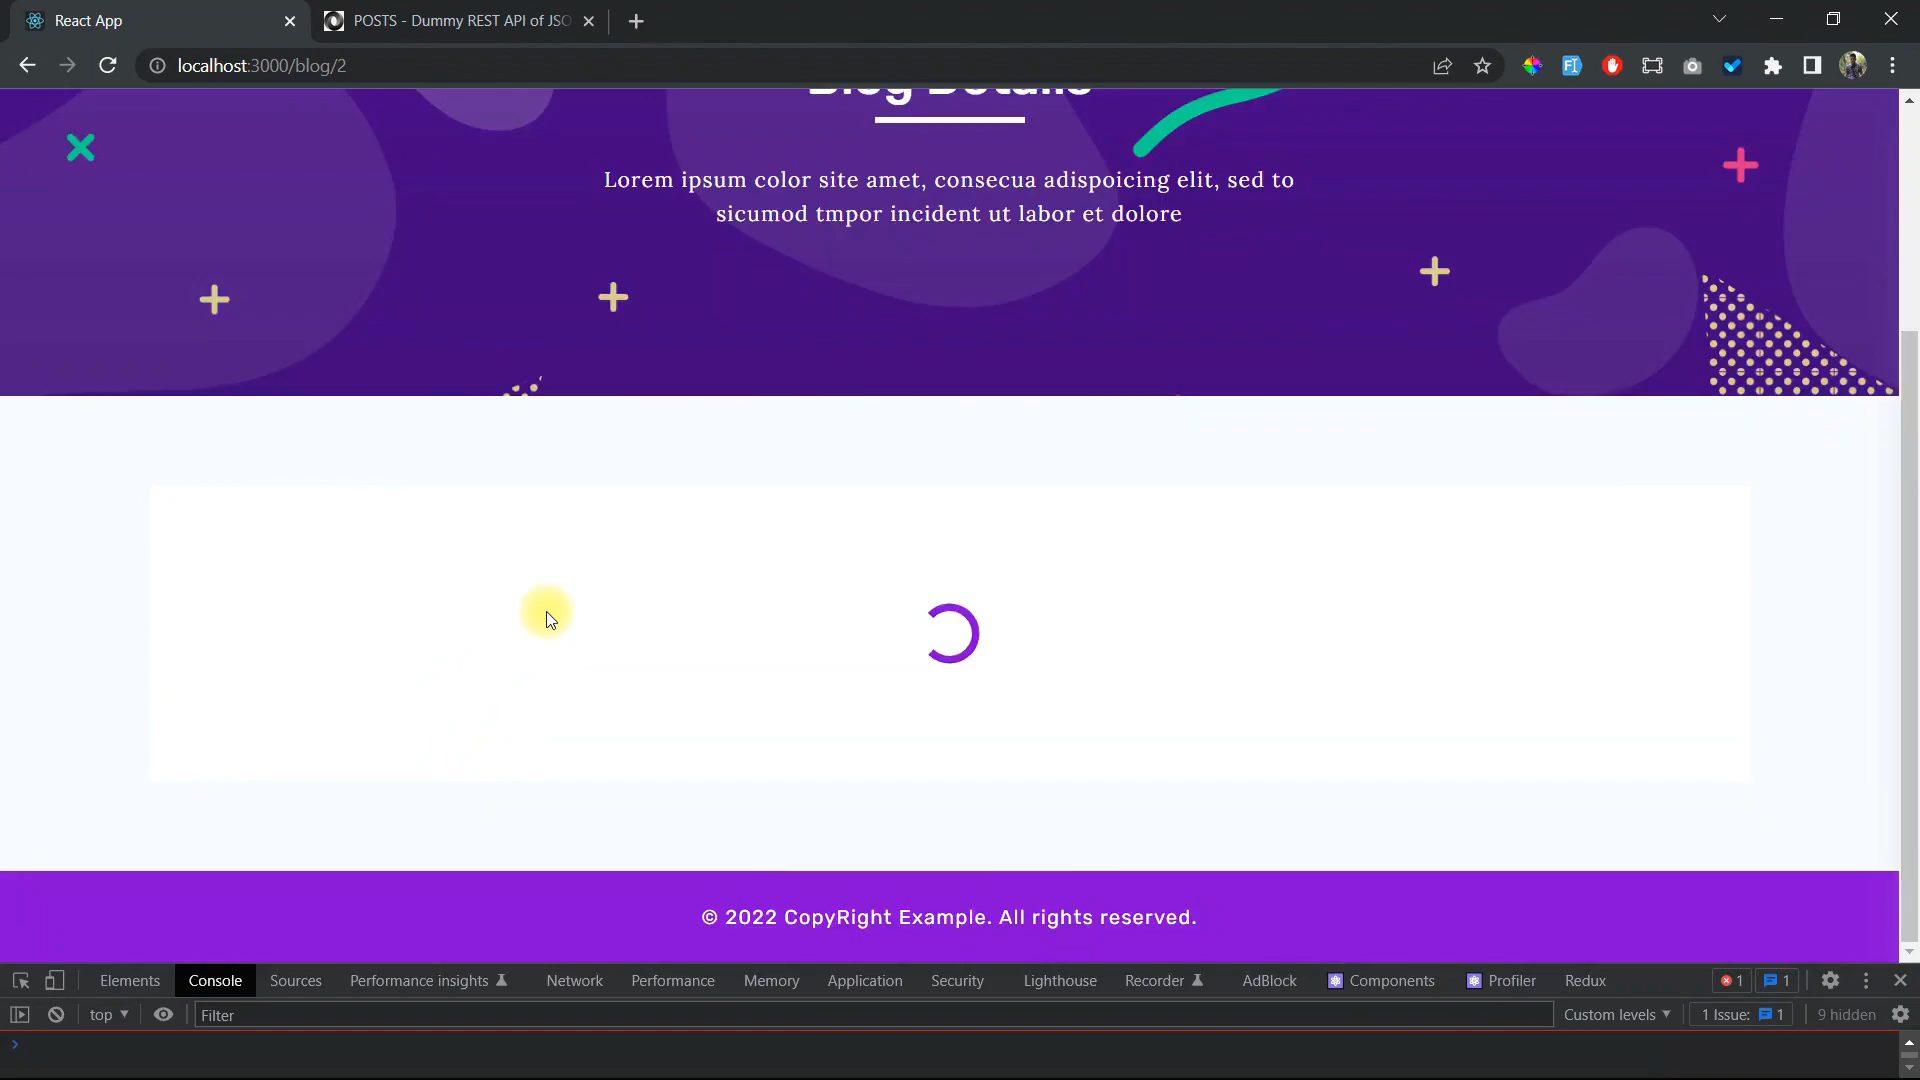 React App
POSTS - Dummy REST API of JSO
localhost:3000/blog/2
Blog Details
Lorem ipsum color site amet, consecua adispoicing elit, sed to
sicumod tmpor incident ut labor et dolore
© 2022 CopyRight Example. All rights reserved.
Elements Console Sources Performance insights Network Performance Memory Application Security Lighthouse Recorder AdBlock Components Profiler Redux 1 1
top Filter Custom levels 1 Issue: 1 9 hidden